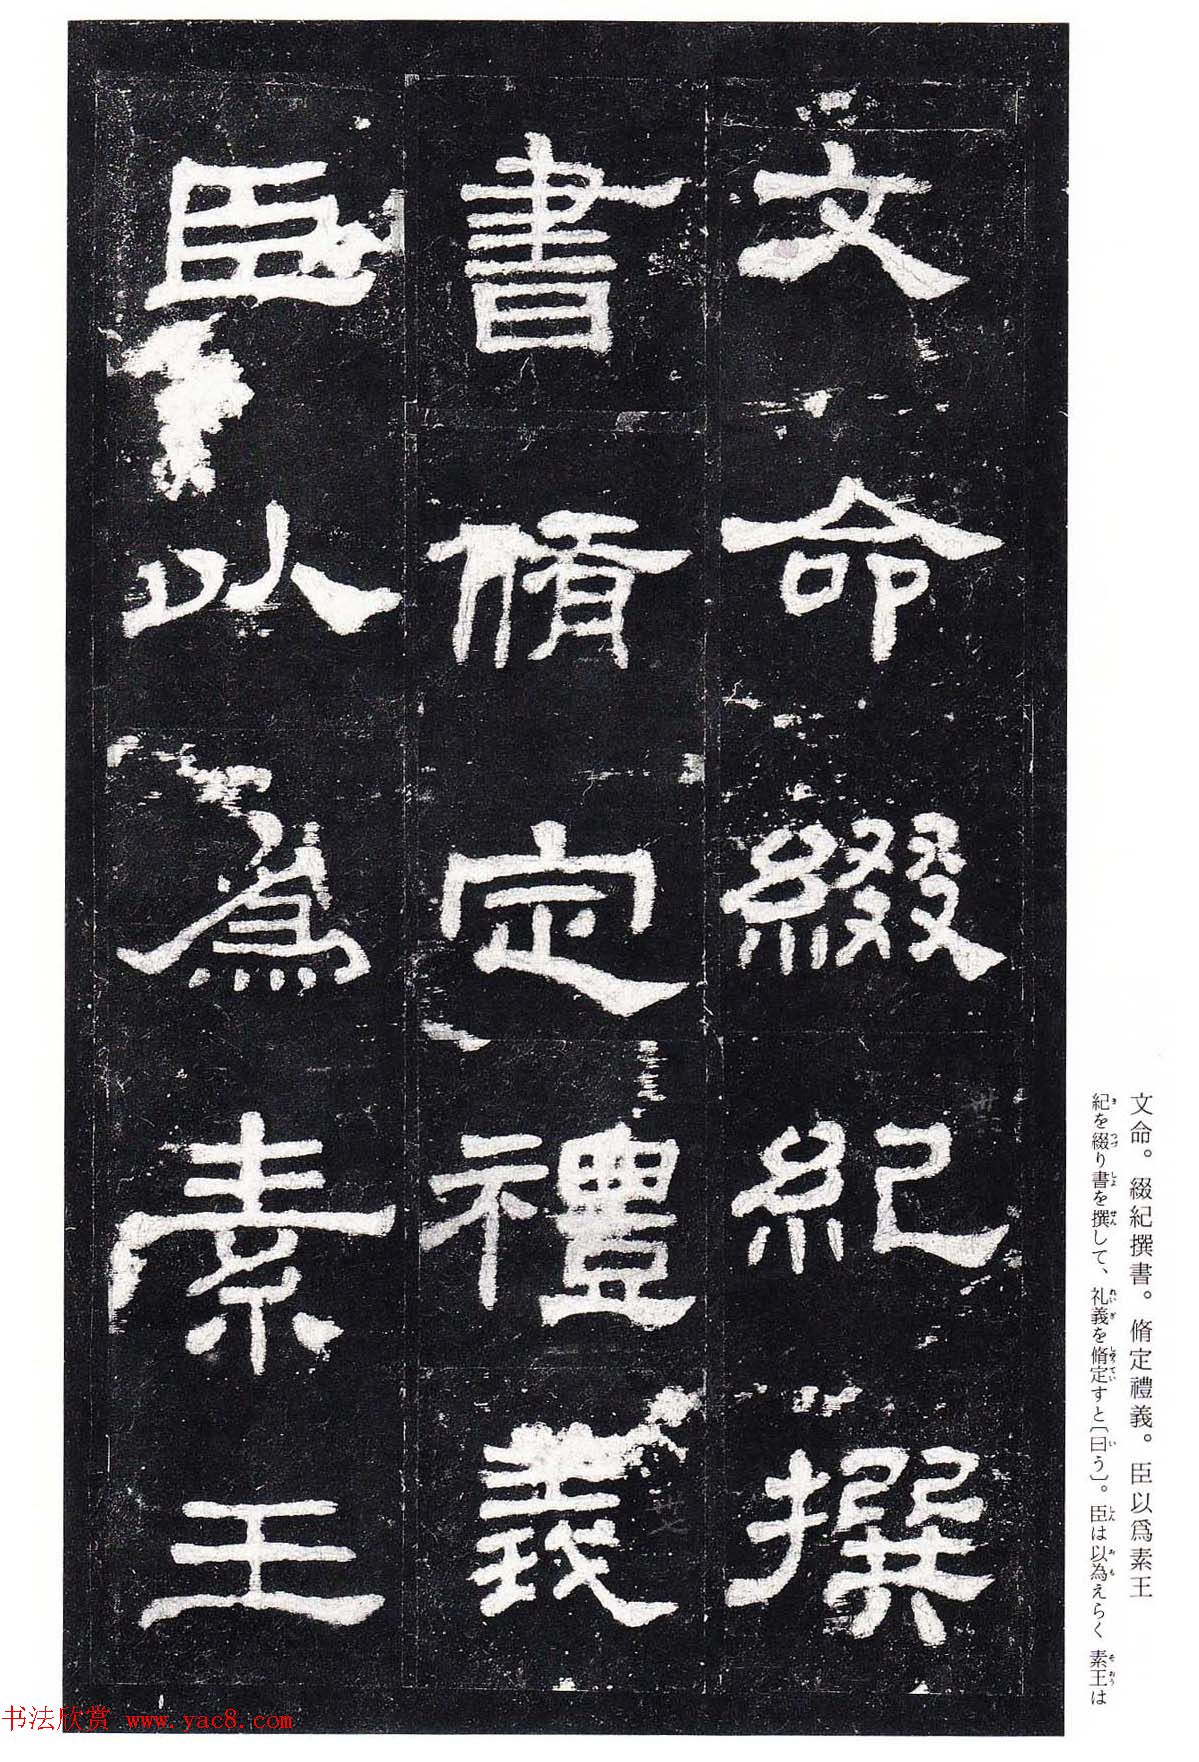 文命綴紀撰
書脩定禮義
臣以為素王
文命。綴紀撰書。脩定禮義。臣以爲素王
紀を綴り書を撰して、礼義を脩定すと〔曰う〕。臣は以為えらく 素王は
书法欣赏 www.yac8.com